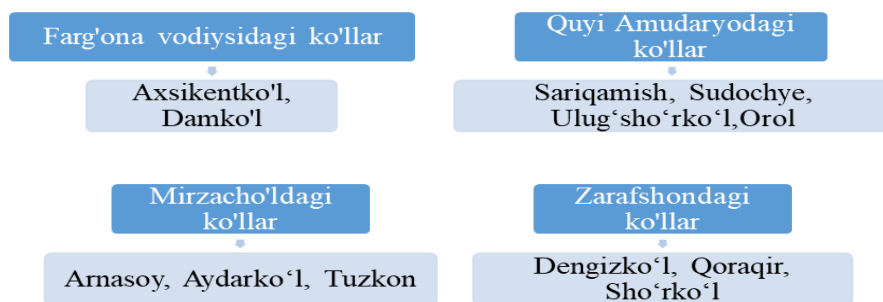 Farg'ona vodiysidagi ko'llar
Axsikentko'l,
Damko'l
Quyi Amudaryodagi
ko'llar
Sariqamish, Sudochye,
Ulug‘sho‘rko‘l,Orol
Mirzacho'ldagi
ko'llar
Arnasoy, Aydarko‘l, Tuzkon
Zarafshondagi
ko'llar
Dengizko‘l, Qoraqir,
Sho‘rko‘l